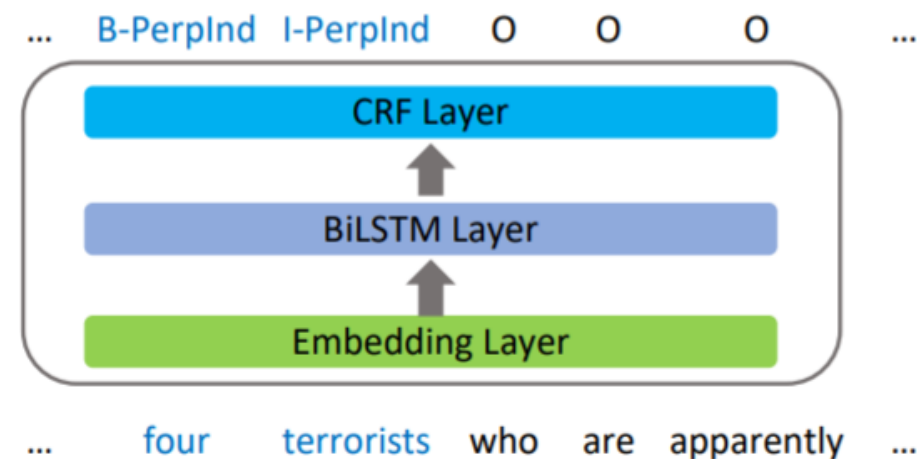 ... B-PerpInd I-PerpInd O O O ...
CRF Layer
BiLSTM Layer
Embedding Layer
... four terrorists who are apparently ...